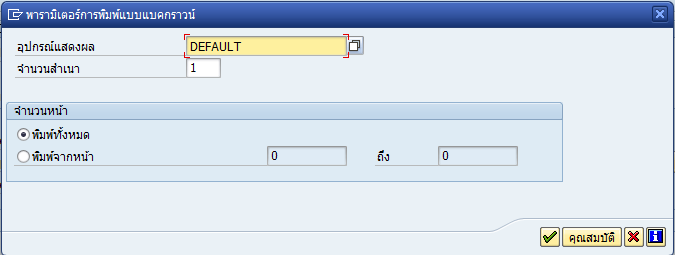 พารามิเตอร์การพิมพ์แบบแบคกราวน์
อุปกรณ์แสดงผล DEFAULT
จำนวนสำเนา 1
จำนวนหน้า
พิมพ์ทั้งหมด
พิมพ์จากหน้า 0 ถึง 0
คุณสมบัติ